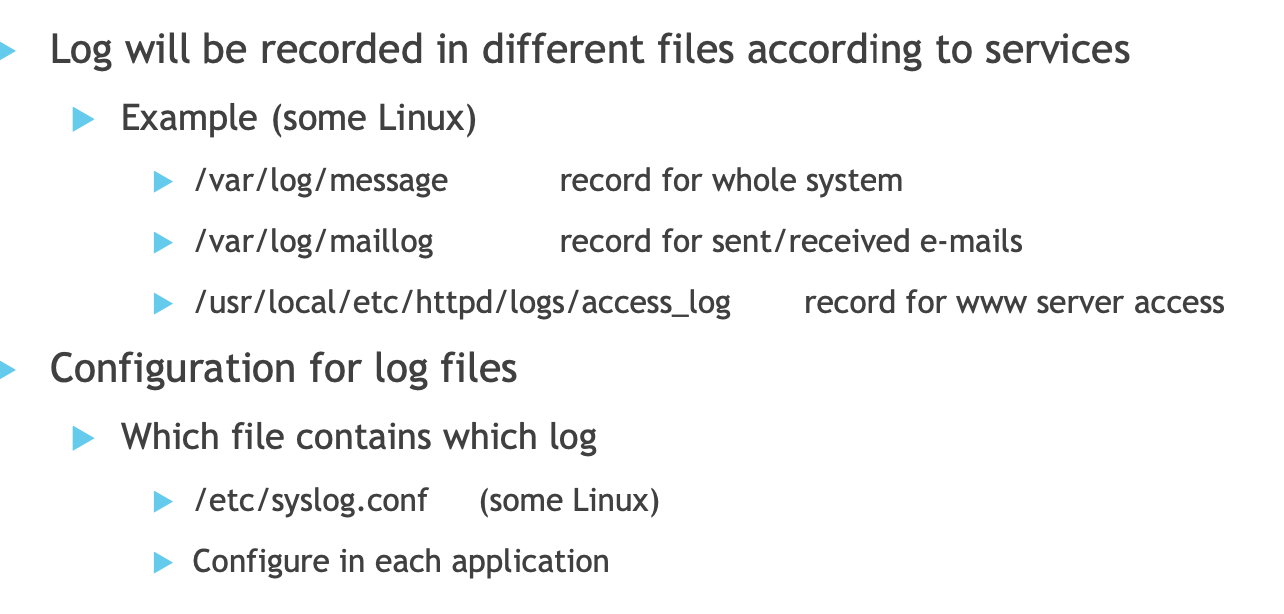 Log will be recorded in different files according to services
Example (some Linux)
/var/log/message record for whole system
/var/log/maillog record for sent/received e-mails
/usr/local/etc/httpd/logs/access_log record for www server access
Configuration for log files
Which file contains which log
/etc/syslog.conf (some Linux)
Configure in each application